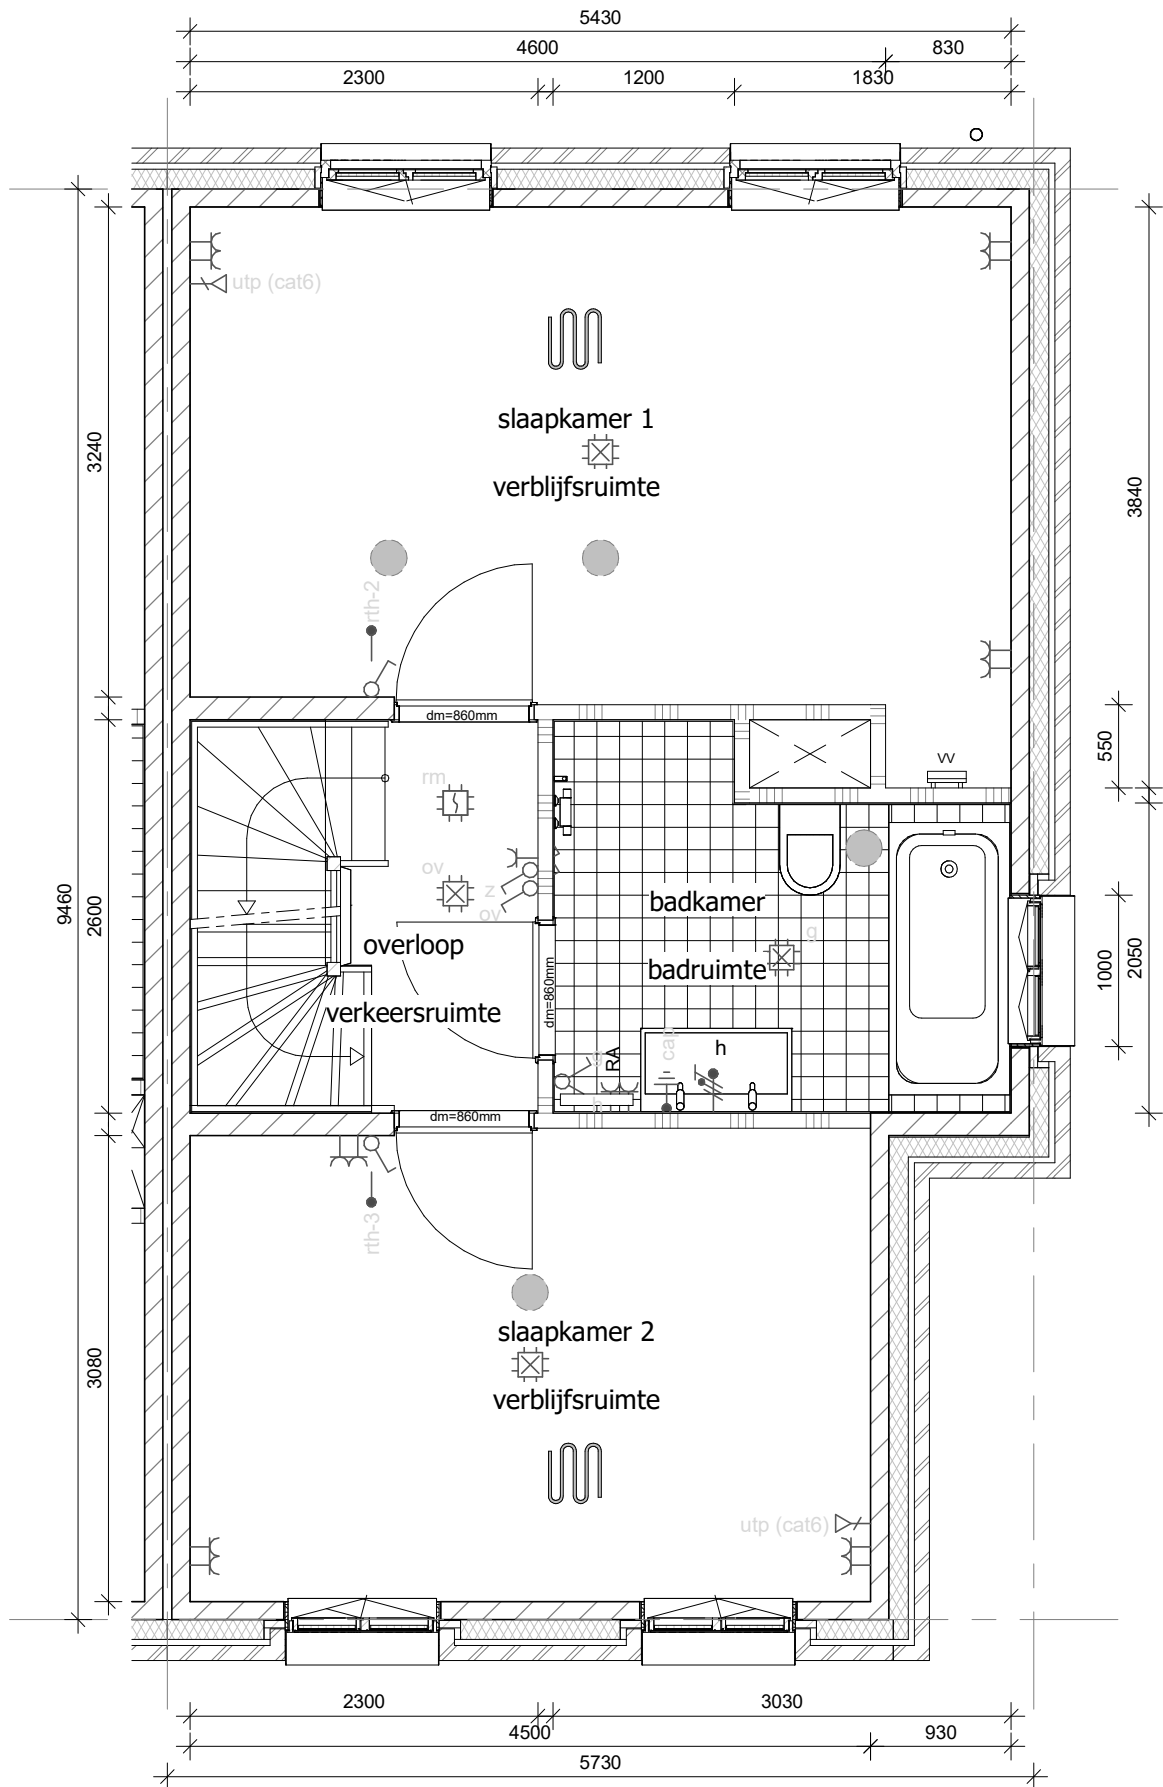 5430
4600
830
2300
1200
1830
utp (cat6)
slaapkamer 1
verblijfsruimte
3240
3840
rth-2
dm=860mm
rm
vv
550
ov
z
ov
badkamer
g
badruimte
overloop
verkeersruimte
dm=860mm
9460
2600
1000
2050
RA
cap
h
dm=860mm
rth-3
slaapkamer 2
verblijfsruimte
3080
utp (cat6)
2300
3030
4500
930
5730